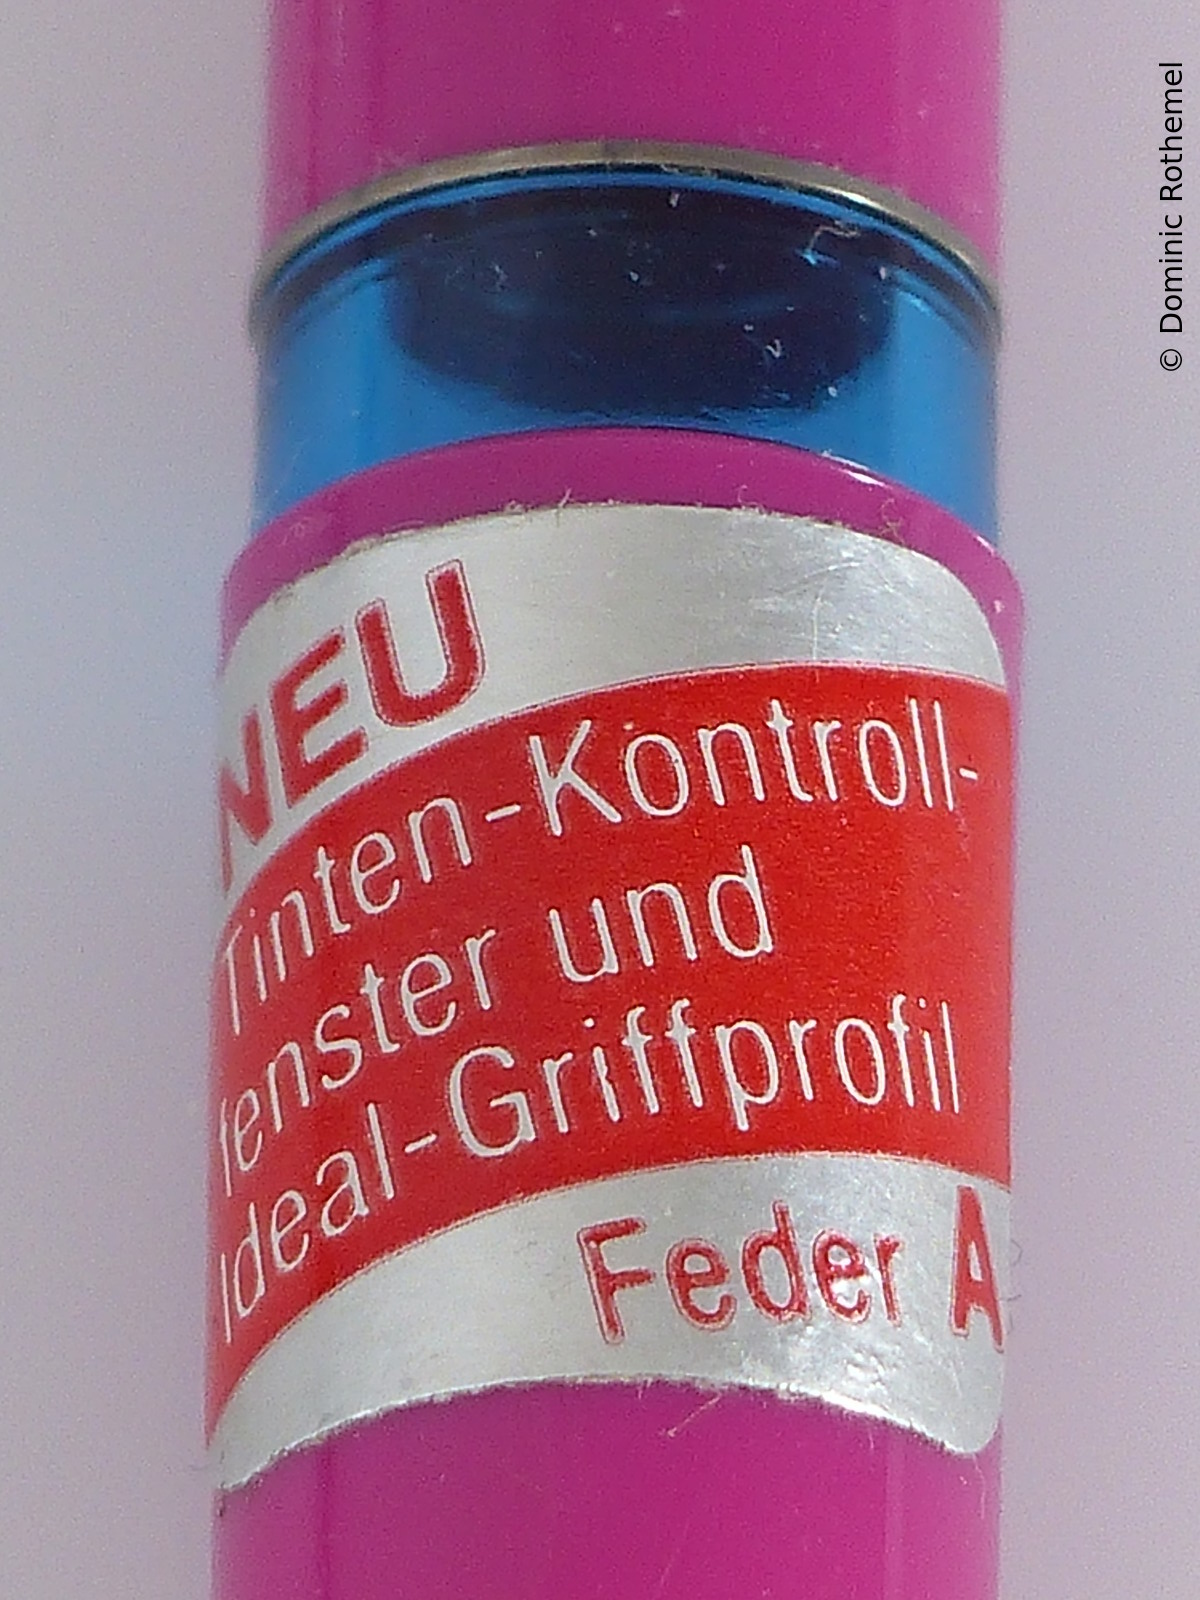 NEU
Tinten-Kontroll-
fenster und
Ideal-Griffprofil
Feder A
© Dominic Rothemel